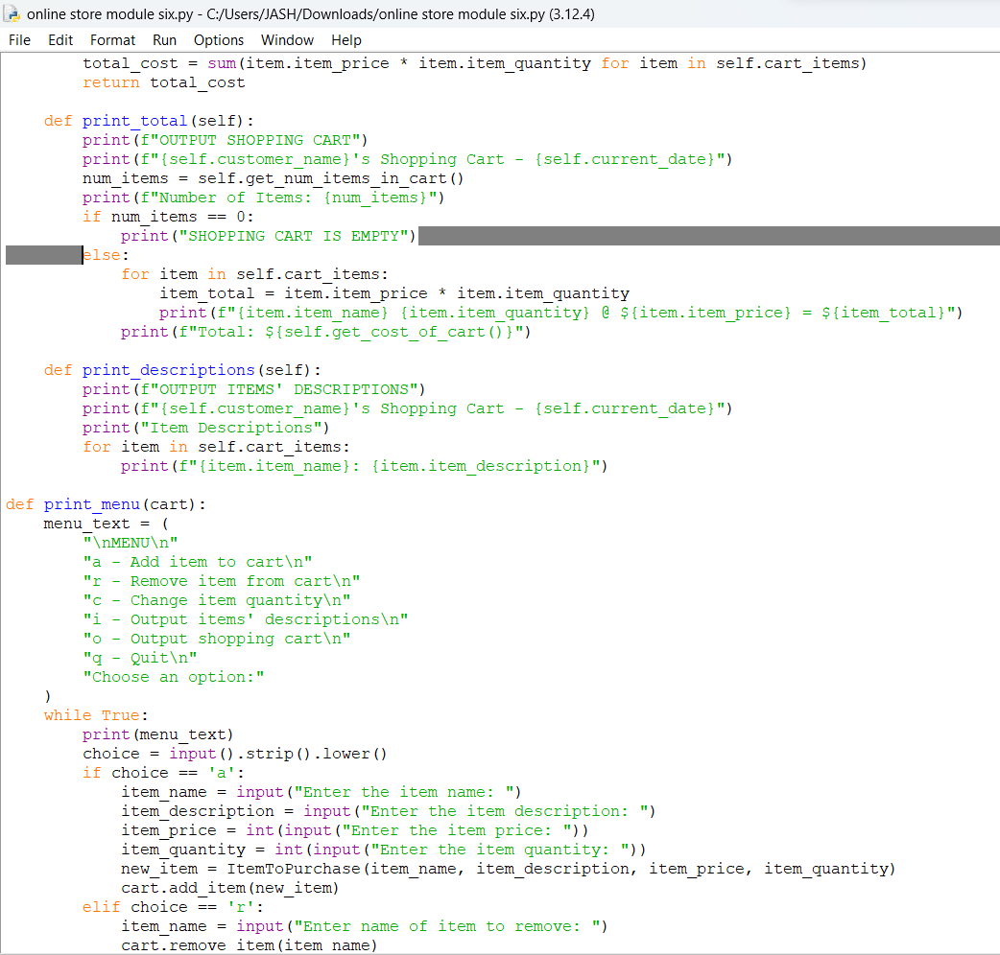 online store module six.py - C:/Users/JASH/Downloads/online store module six.py (3.12.4)
File Edit Format Run Options Window Help
        total_cost = sum(item.item_price * item.item_quantity for item in self.cart_items)
        return total_cost

    def print_total(self):
        print(f"OUTPUT SHOPPING CART")
        print(f"{self.customer_name}'s Shopping Cart - {self.current_date}")
        num_items = self.get_num_items_in_cart()
        print(f"Number of Items: {num_items}")
        if num_items == 0:
            print("SHOPPING CART IS EMPTY")
        else:
            for item in self.cart_items:
                item_total = item.item_price * item.item_quantity
                print(f"{item.item_name} {item.item_quantity} @ ${item.item_price} = ${item_total}")
            print(f"Total: ${self.get_cost_of_cart()}")

    def print_descriptions(self):
        print(f"OUTPUT ITEMS' DESCRIPTIONS")
        print(f"{self.customer_name}'s Shopping Cart - {self.current_date}")
        print("Item Descriptions")
        for item in self.cart_items:
            print(f"{item.item_name}: {item.item_description}")

def print_menu(cart):
    menu_text = (
        "\nMENU\n"
        "a - Add item to cart\n"
        "r - Remove item from cart\n"
        "c - Change item quantity\n"
        "i - Output items' descriptions\n"
        "o - Output shopping cart\n"
        "q - Quit\n"
        "Choose an option:"
    )
    while True:
        print(menu_text)
        choice = input().strip().lower()
        if choice == 'a':
            item_name = input("Enter the item name: ")
            item_description = input("Enter the item description: ")
            item_price = int(input("Enter the item price: "))
            item_quantity = int(input("Enter the item quantity: "))
            new_item = ItemToPurchase(item_name, item_description, item_price, item_quantity)
            cart.add_item(new_item)
        elif choice == 'r':
            item_name = input("Enter name of item to remove: ")
            cart.remove_item(item_name)